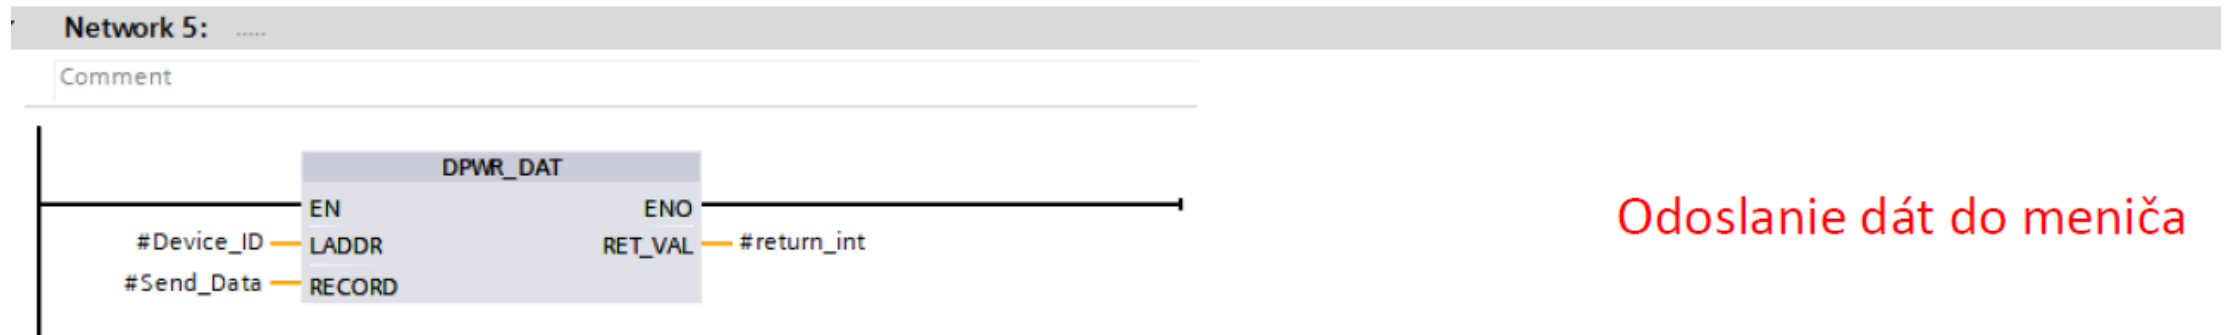 Network 5: .....
Comment
DPWR_DAT
EN ENO
#Device_ID LADDR RET_VAL #return_int
#Send_Data RECORD
Odoslanie dát do meniča